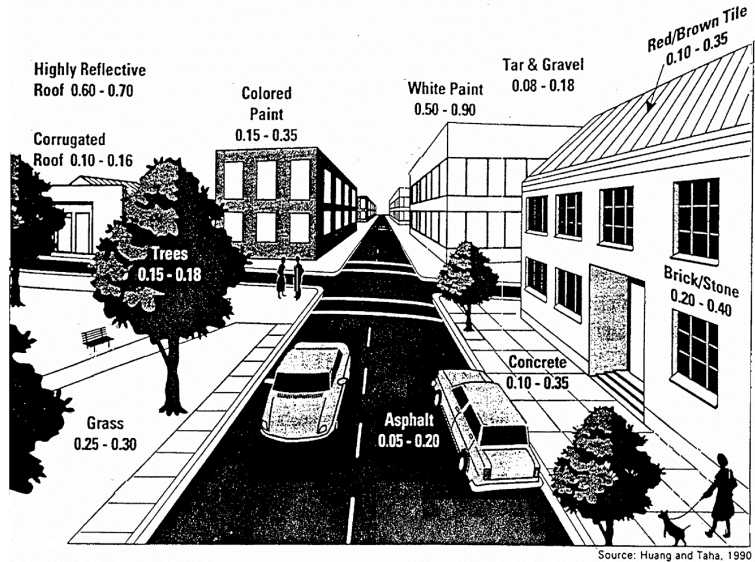 Highly Reflective
Roof 0.60 - 0.70
Corrugated
Roof 0.10 - 0.16
Colored
Paint
0.15 - 0.35
White Paint
0.50 - 0.90
Tar & Gravel
0.08 - 0.18
Red/Brown Tile
0.10 - 0.35
Trees
0.15 - 0.18
Brick/Stone
0.20 - 0.40
Concrete
0.10 - 0.35
Grass
0.25 - 0.30
Asphalt
0.05 - 0.20
Source: Huang and Taha, 1990